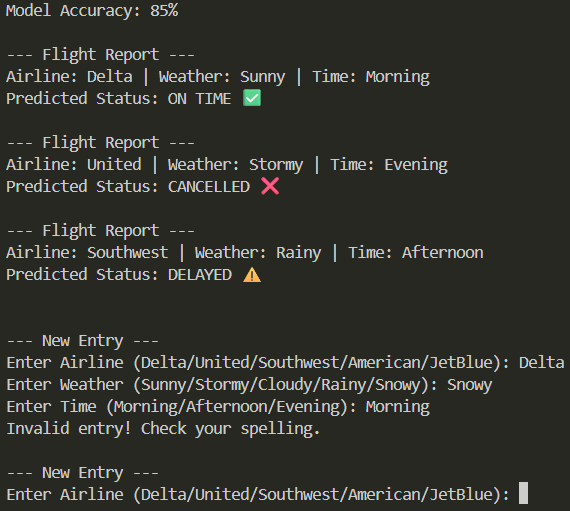 Model Accuracy: 85%
--- Flight Report ---
Airline: Delta | Weather: Sunny | Time: Morning
Predicted Status: ON TIME ✅
--- Flight Report ---
Airline: United | Weather: Stormy | Time: Evening
Predicted Status: CANCELLED ❌
--- Flight Report ---
Airline: Southwest | Weather: Rainy | Time: Afternoon
Predicted Status: DELAYED ⚠️
--- New Entry ---
Enter Airline (Delta/United/Southwest/American/JetBlue): Delta
Enter Weather (Sunny/Stormy/Cloudy/Rainy/Snowy): Snowy
Enter Time (Morning/Afternoon/Evening): Morning
Invalid entry! Check your spelling.
--- New Entry ---
Enter Airline (Delta/United/Southwest/American/JetBlue):